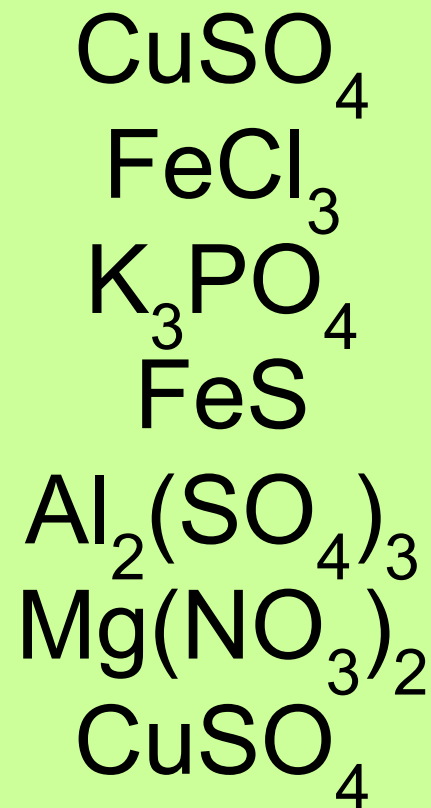 CuSO₄
FeCl₃
K₃PO₄
FeS
Al₂(SO₄)₃
Mg(NO₃)₂
CuSO₄